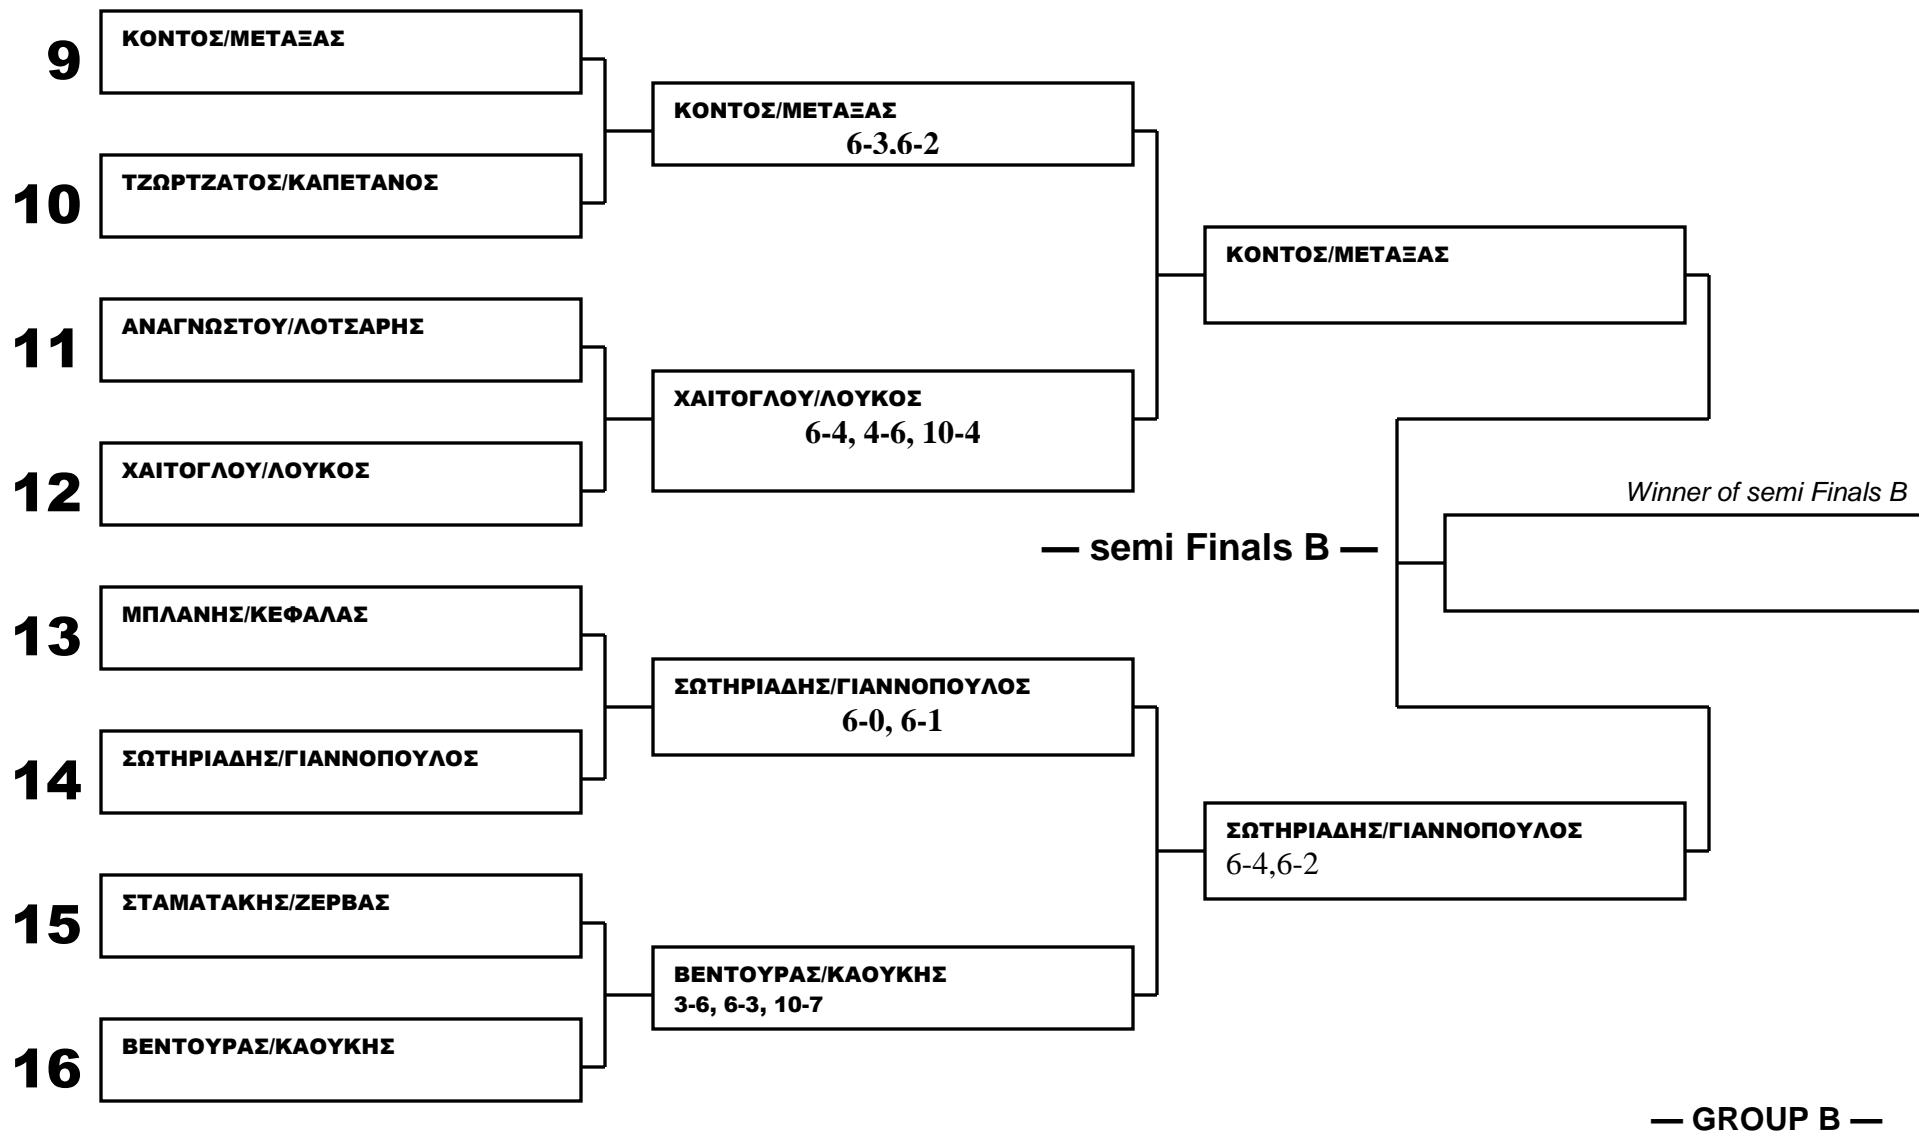 9
ΚΟΝΤΟΣ/ΜΕΤΑΞΑΣ
10
ΤΖΩΡΤΖΑΤΟΣ/ΚΑΠΕΤΑΝΟΣ
11
ΑΝΑΓΝΩΣΤΟΥ/ΛΟΤΣΑΡΗΣ
12
ΧΑΙΤΟΓΛΟΥ/ΛΟΥΚΟΣ
13
ΜΠΛΑΝΗΣ/ΚΕΦΑΛΑΣ
14
ΣΩΤΗΡΙΑΔΗΣ/ΓΙΑΝΝΟΠΟΥΛΟΣ
15
ΣΤΑΜΑΤΑΚΗΣ/ΖΕΡΒΑΣ
16
ΒΕΝΤΟΥΡΑΣ/ΚΑΟΥΚΗΣ
ΚΟΝΤΟΣ/ΜΕΤΑΞΑΣ
6-3,6-2
ΧΑΙΤΟΓΛΟΥ/ΛΟΥΚΟΣ
6-4, 4-6, 10-4
ΣΩΤΗΡΙΑΔΗΣ/ΓΙΑΝΝΟΠΟΥΛΟΣ
6-0, 6-1
ΒΕΝΤΟΥΡΑΣ/ΚΑΟΥΚΗΣ
3-6, 6-3, 10-7
ΚΟΝΤΟΣ/ΜΕΤΑΞΑΣ
— semi Finals B —
ΣΩΤΗΡΙΑΔΗΣ/ΓΙΑΝΝΟΠΟΥΛΟΣ
6-4,6-2
Winner of semi Finals B
— GROUP B —